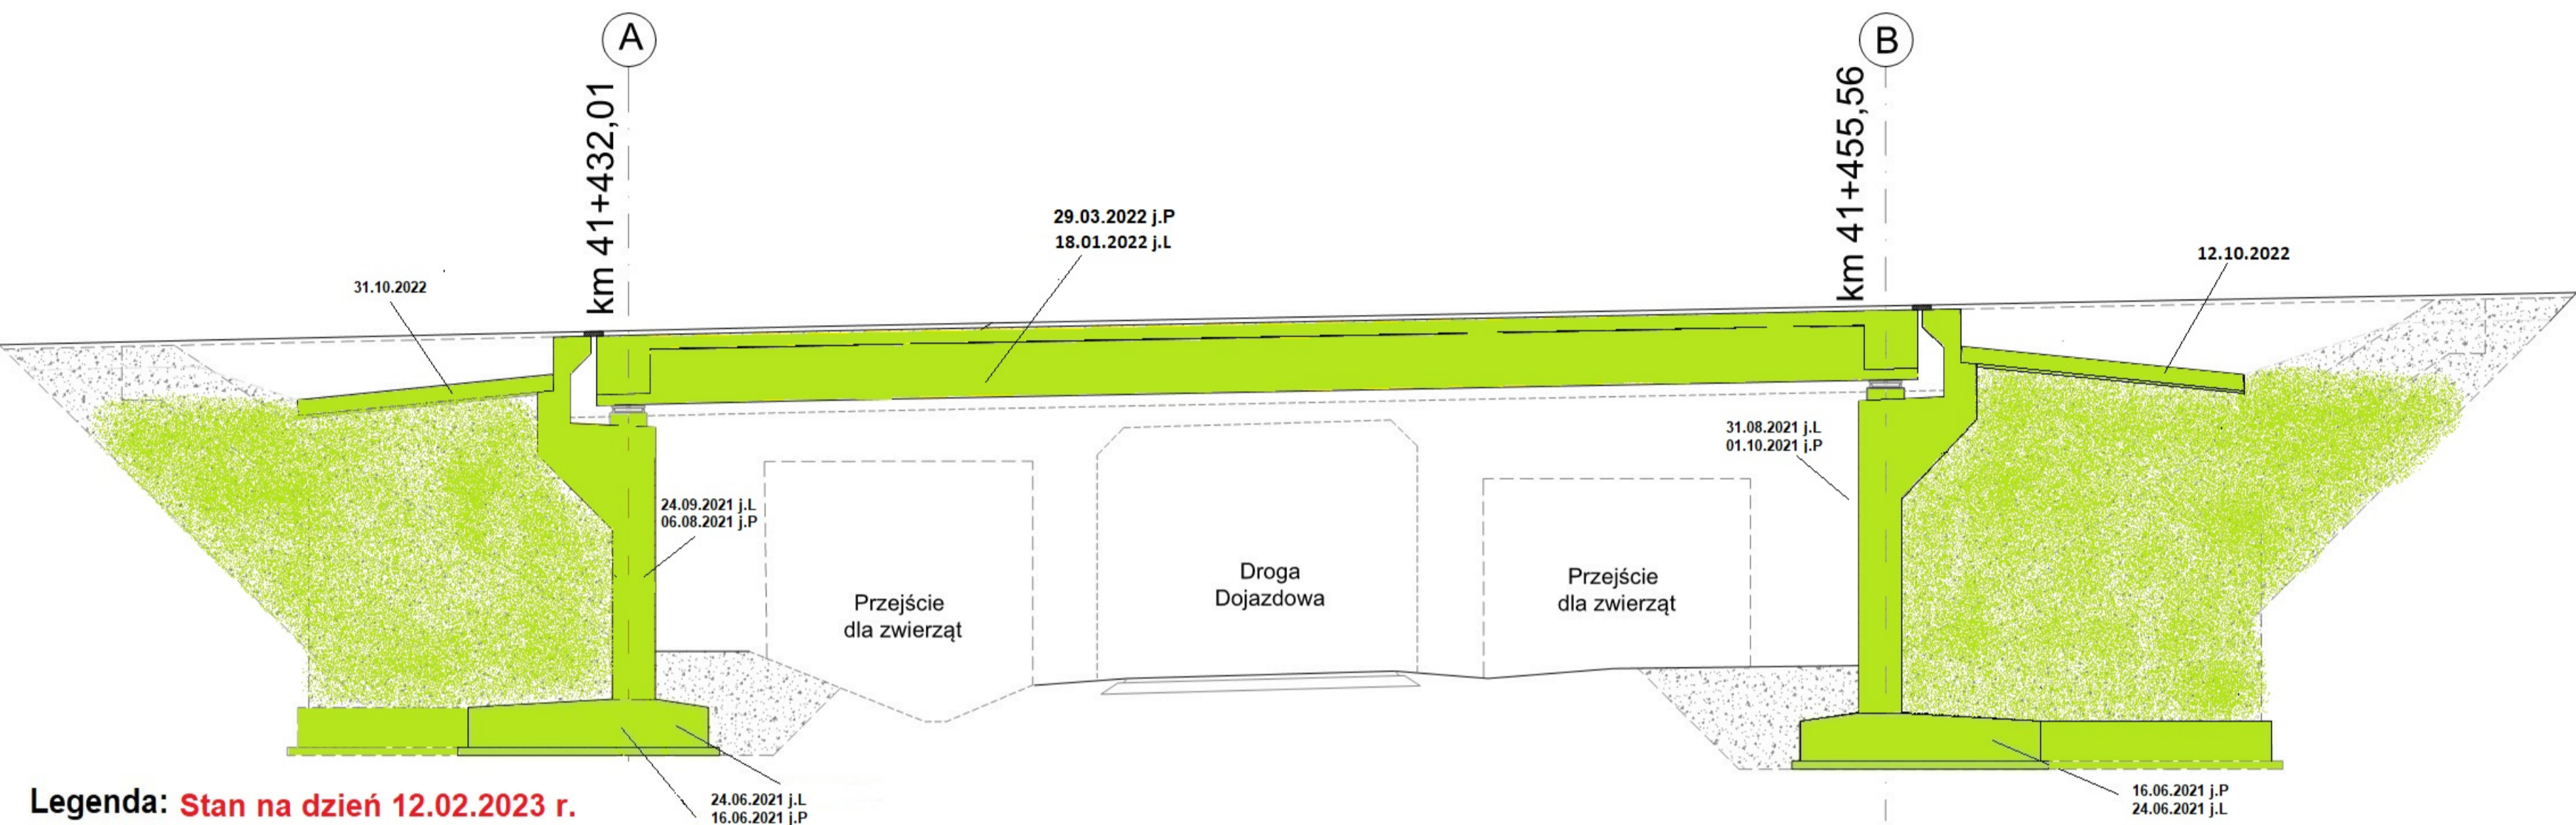 A
B
km 41+432,01
km 41+455,56
29.03.2022 j.P
18.01.2022 j.L
12.10.2022
31.10.2022
31.08.2021 j.L
01.10.2021 j.P
24.09.2021 j.L
06.08.2021 j.P
Przejście
dla zwierząt
Droga
Dojazdowa
Przejście
dla zwierząt
24.06.2021 j.L
16.06.2021 j.P
16.06.2021 j.P
24.06.2021 j.L
Legenda: Stan na dzień 12.02.2023 r.